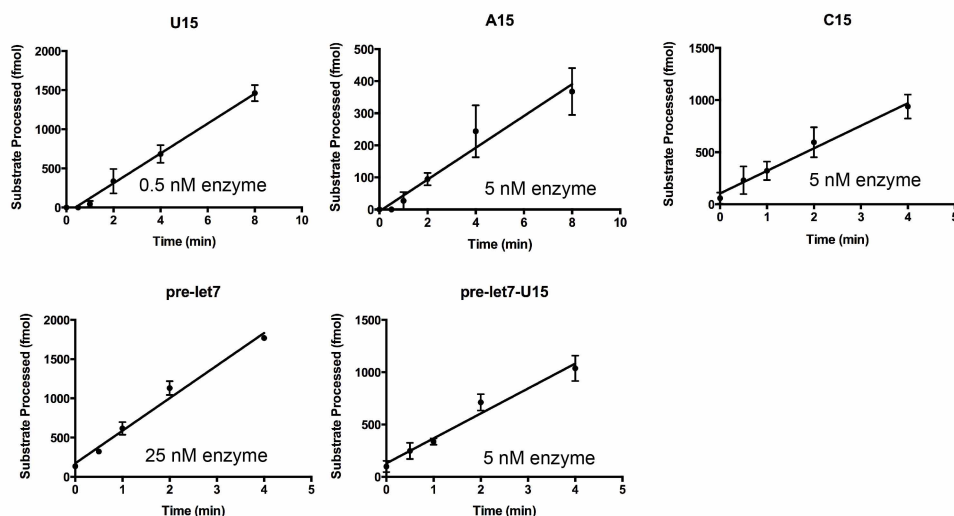 U15
Substrate Processed (fmol)
2000
1500
1000
500
0
0 2 4 6 8 10
Time (min)
0.5 nM enzyme
A15
Substrate Processed (fmol)
500
400
300
200
100
0
0 2 4 6 8 10
Time (min)
5 nM enzyme
C15
Substrate Processed (fmol)
1500
1000
500
0
0 1 2 3 4 5
Time (min)
5 nM enzyme
pre-let7
Substrate Processed (fmol)
2000
1500
1000
500
0
0 1 2 3 4 5
Time (min)
25 nM enzyme
pre-let7-U15
Substrate Processed (fmol)
1500
1000
500
0
0 1 2 3 4 5
Time (min)
5 nM enzyme